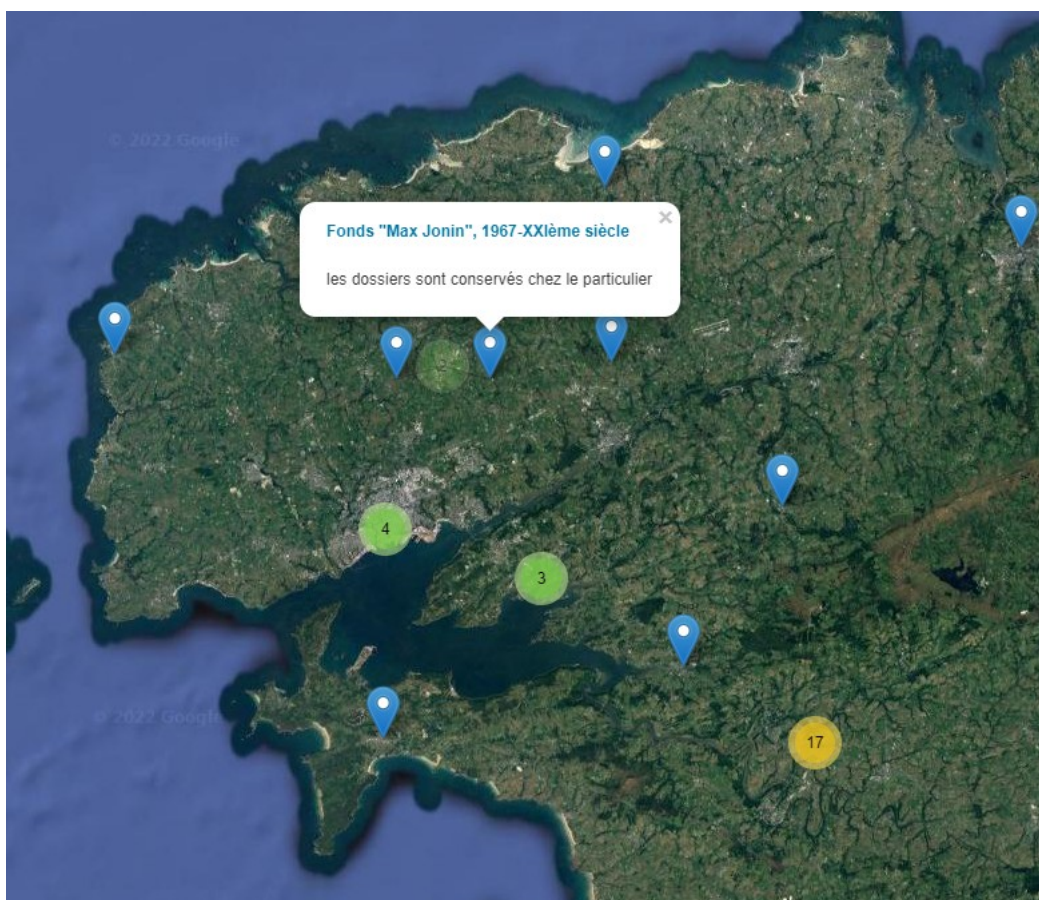 © 2022 Google
Fonds "Max Jonin", 1967-XXIème siècle
×
les dossiers sont conservés chez le particulier
4
3
© 2022 Google
17